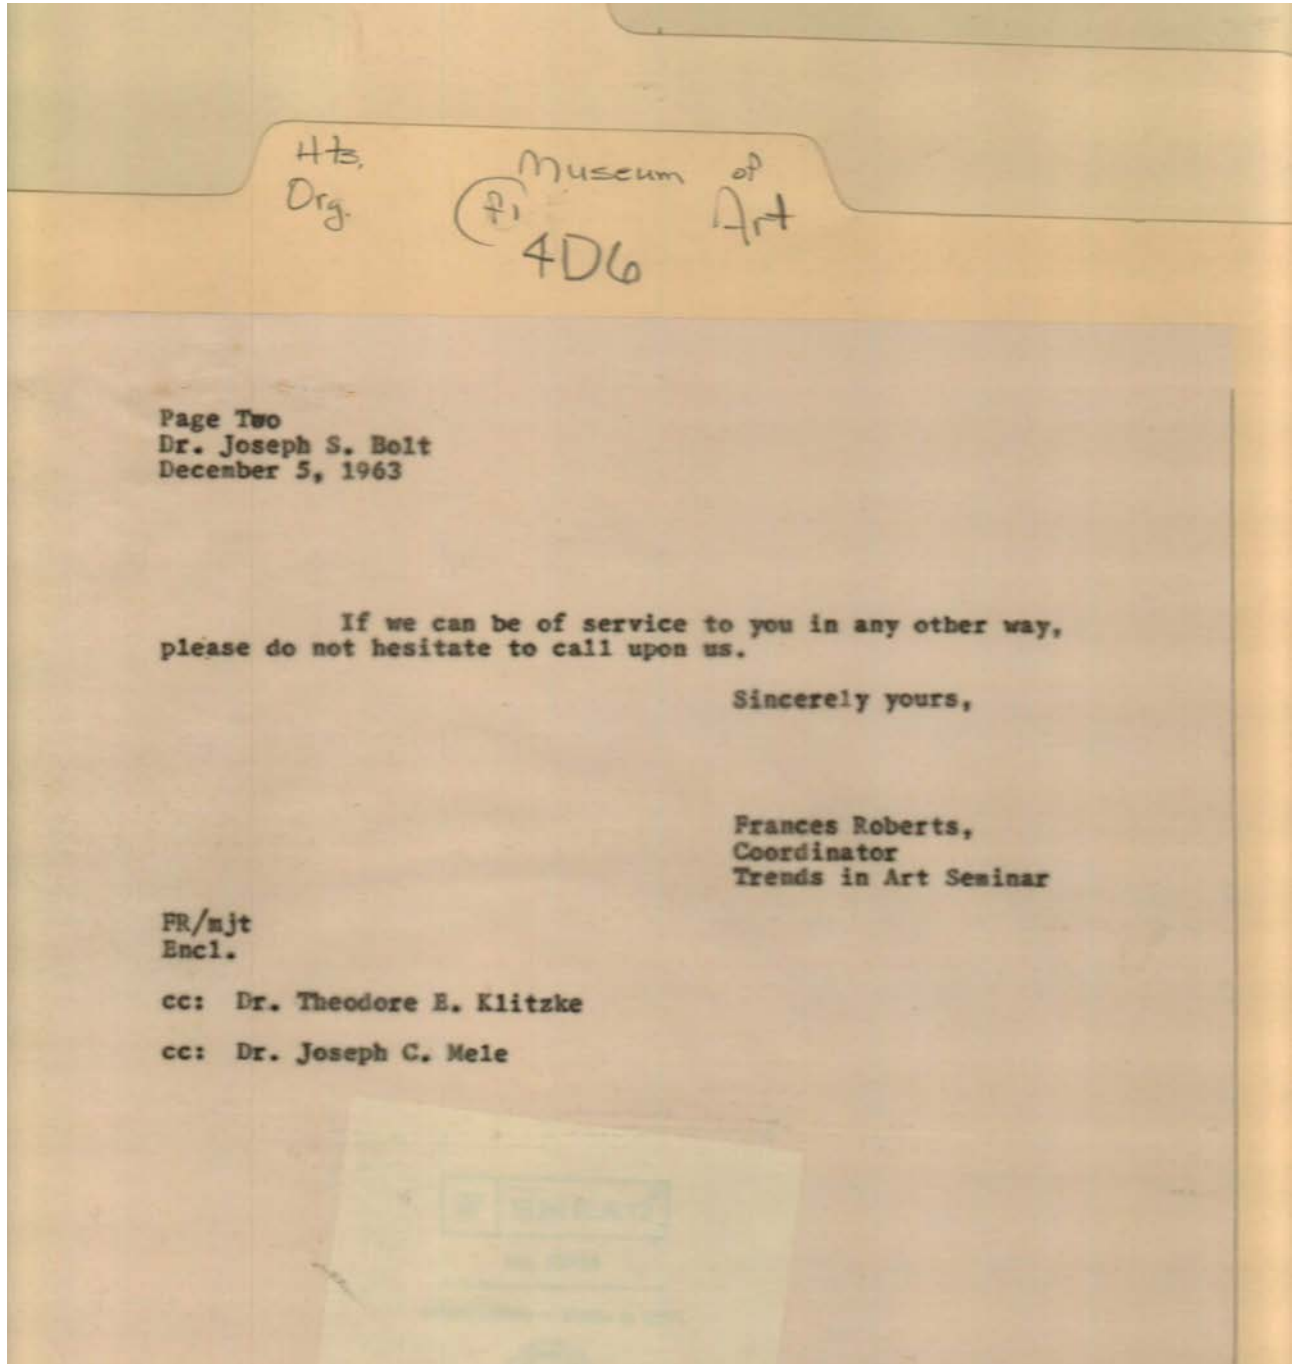 Hts.
Org.
Museum of
Art
4D6
Page Two
Dr. Joseph S. Bolt
December 5, 1963
If we can be of service to you in any other way,
please do not hesitate to call upon us.
Sincerely yours,
Frances Roberts,
Coordinator
Trends in Art Seminar
FR/mjt
Encl.
cc: Dr. Theodore E. Klitzke
cc: Dr. Joseph C. Mele